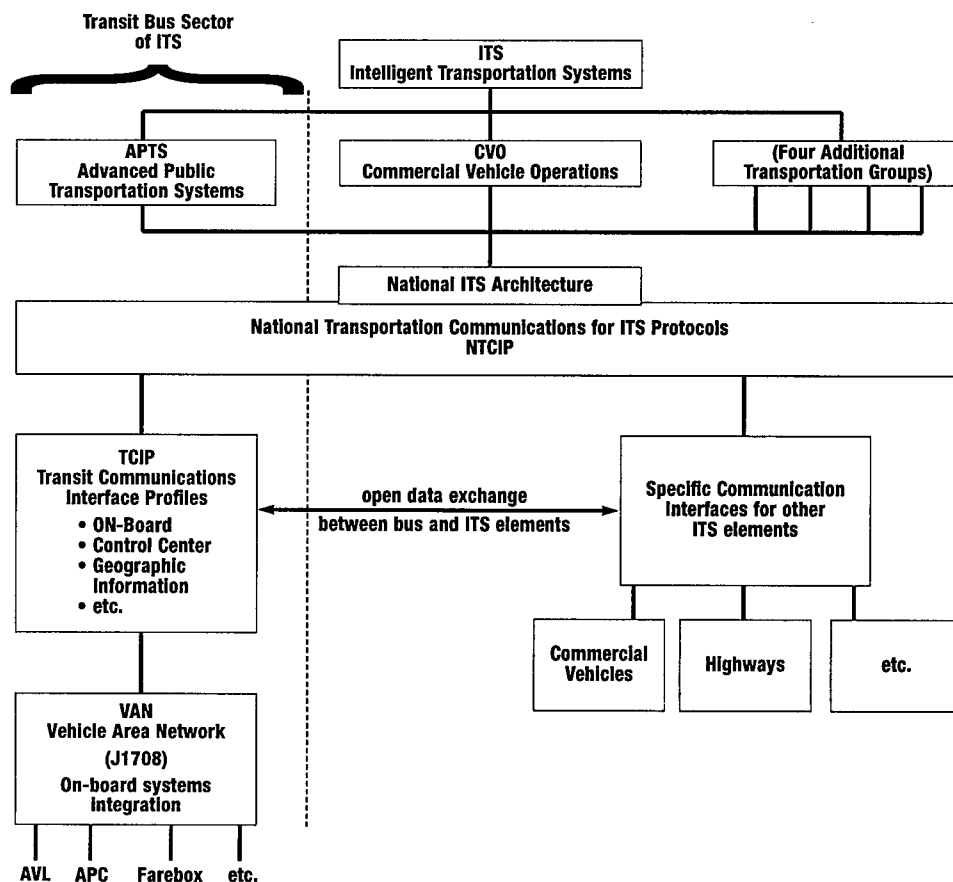 Transit Bus Sector
of ITS
ITS
Intelligent Transportation Systems
APTS
Advanced Public
Transportation Systems
CVO
Commercial Vehicle Operations
(Four Additional
Transportation Groups)
National ITS Architecture
National Transportation Communications for ITS Protocols
NTCIP
TCIP
Transit Communications
Interface Profiles
• ON-Board
• Control Center
• Geographic
Information
• etc.
open data exchange
between bus and ITS elements
Specific Communication
Interfaces for other
ITS elements
Commercial
Vehicles
Highways
etc.
VAN
Vehicle Area Network
(J1708)
On-board systems
integration
AVL APC Farebox etc.